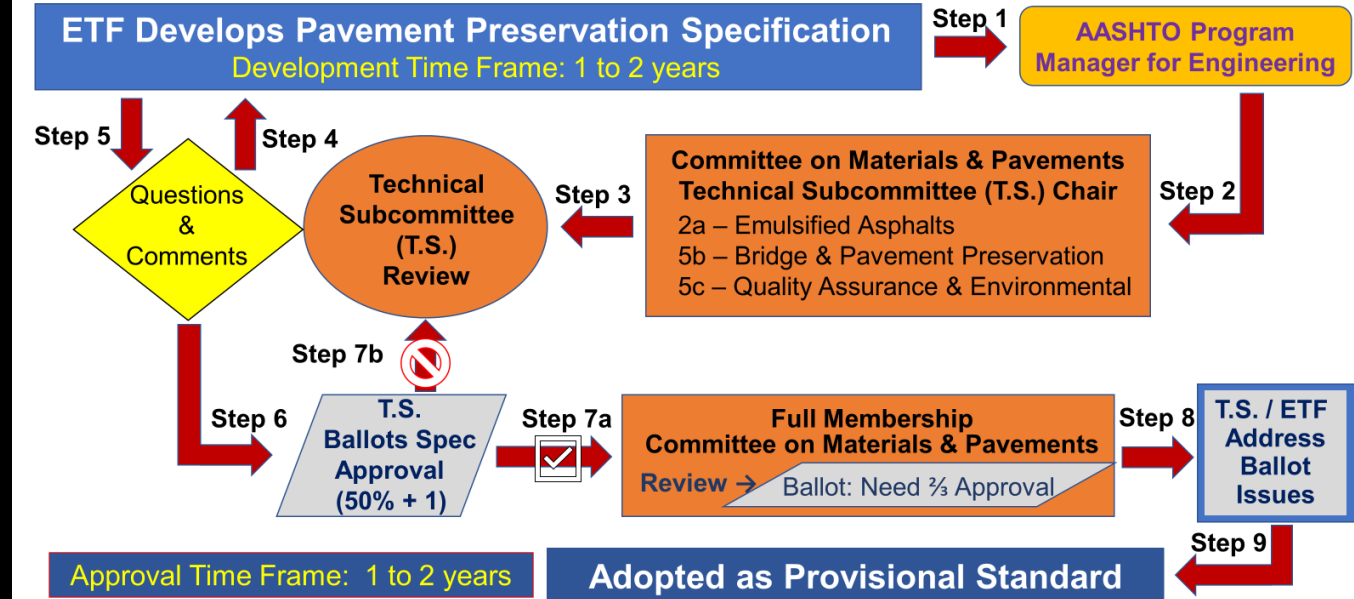 ETF Develops Pavement Preservation Specification
Development Time Frame: 1 to 2 years
Step 1
AASHTO Program
Manager for Engineering
Step 5
Step 4
Questions
&
Comments
Technical
Subcommittee
(T.S.)
Review
Step 3
Committee on Materials & Pavements
Technical Subcommittee (T.S.) Chair
2a – Emulsified Asphalts
5b – Bridge & Pavement Preservation
5c – Quality Assurance & Environmental
Step 2
Step 7b
Step 6
T.S.
Ballots Spec
Approval
(50% + 1)
Step 7a
Full Membership
Committee on Materials & Pavements
Review → Ballot: Need ⅔ Approval
Step 8
T.S. / ETF
Address
Ballot
Issues
Step 9
Approval Time Frame: 1 to 2 years
Adopted as Provisional Standard